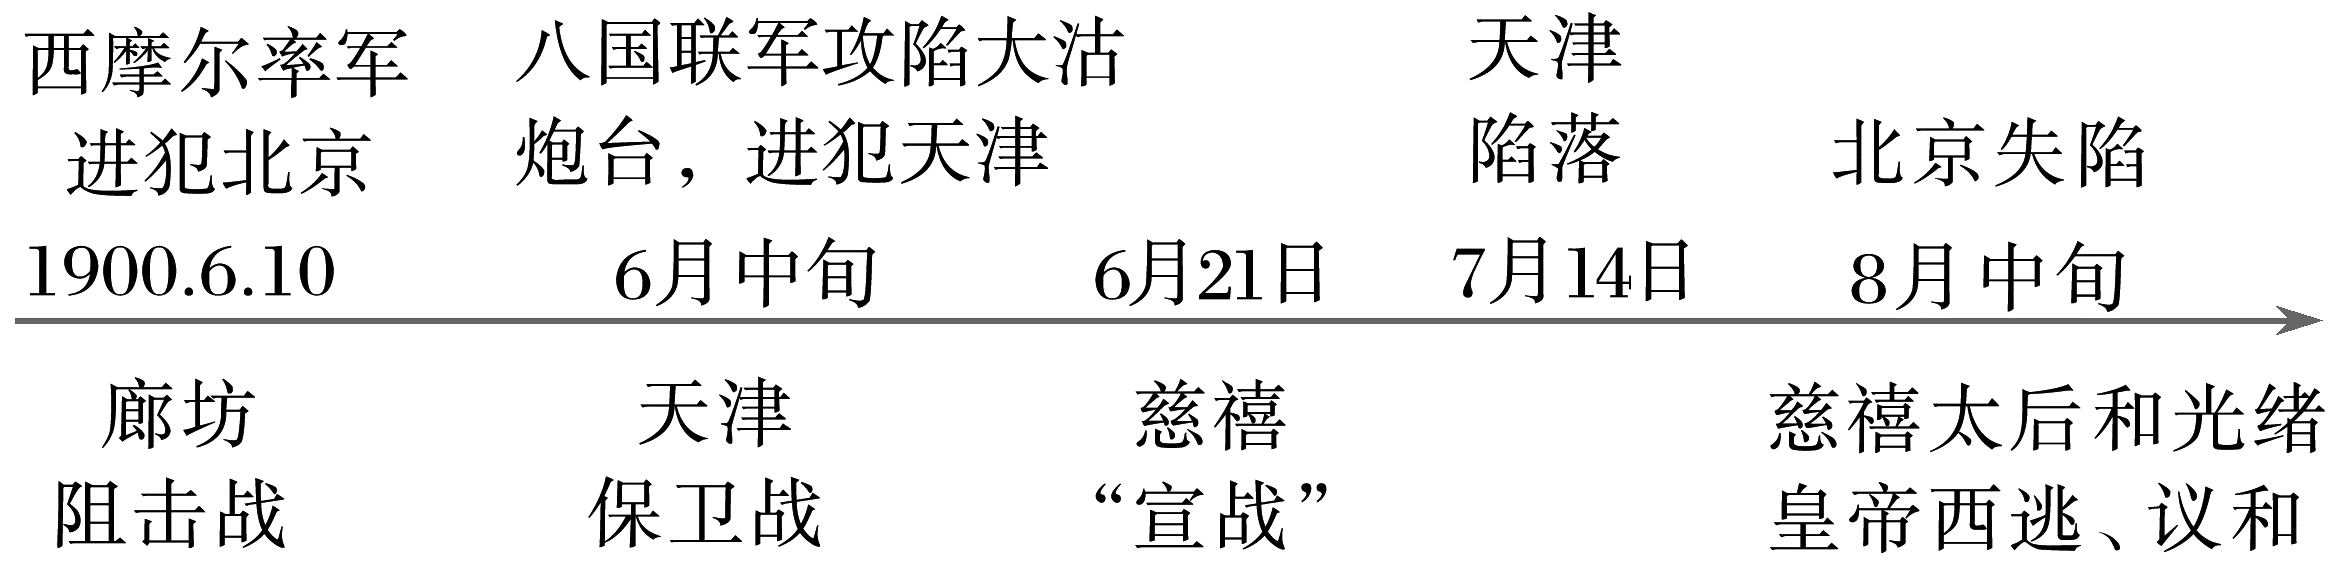 西摩尔率军
进犯北京
八国联军攻陷大沽
炮台，进犯天津
天津
陷落
北京失陷
1900.6.10
6月中旬
6月21日
7月14日
8月中旬
廊坊
阻击战
天津
保卫战
慈禧
“宣战”
慈禧太后和光绪
皇帝西逃、议和